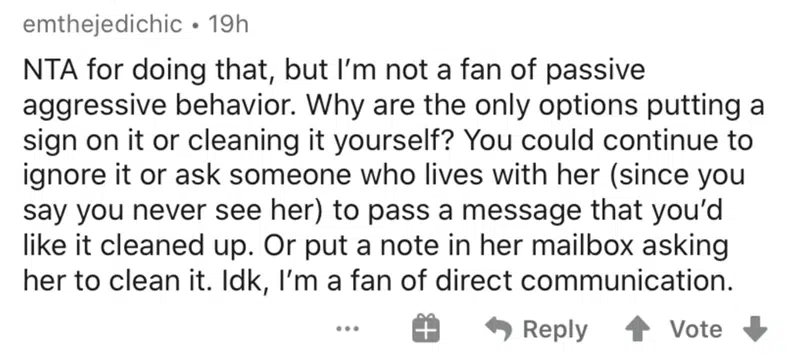 emthejedichic • 19h
NTA for doing that, but I'm not a fan of passive
aggressive behavior. Why are the only options putting a
sign on it or cleaning it yourself? You could continue to
ignore it or ask someone who lives with her (since you
say you never see her) to pass a message that you'd
like it cleaned up. Or put a note in her mailbox asking
her to clean it. Idk, I'm a fan of direct communication.
... Reply Vote